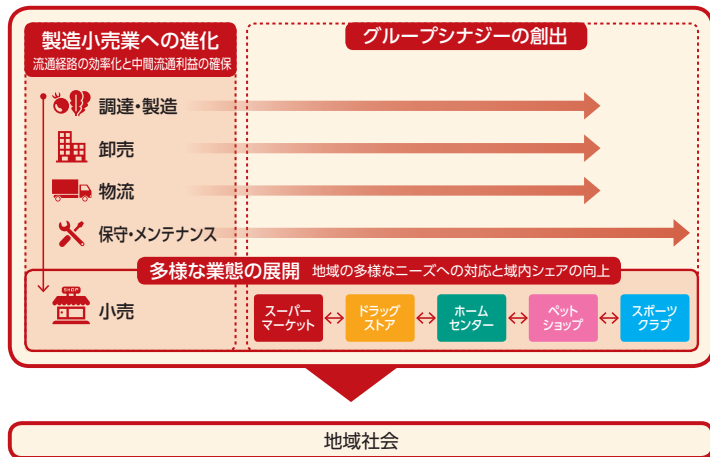 製造小売業への進化
流通経路の効率化と中間流通利益の確保
グループシナジーの創出
調達・製造
卸売
物流
保守・メンテナンス
多様な業態の展開 地域の多様なニーズへの対応と域内シェアの向上
SHOP
小売
スーパー
マーケット
ドラッグ
ストア
ホーム
センター
ペット
ショップ
スポーツ
クラブ
地域社会